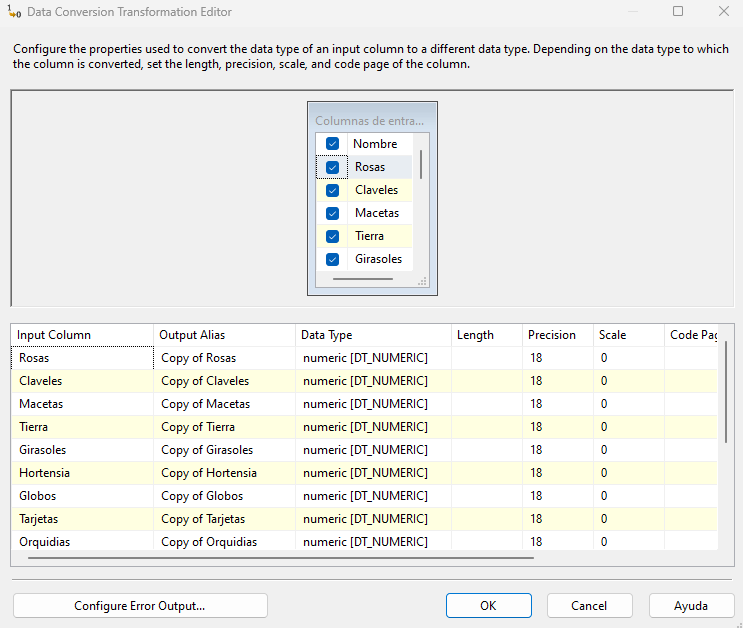 Data Conversion Transformation Editor
Configure the properties used to convert the data type of an input column to a different data type. Depending on the data type to which
the column is converted, set the length, precision, scale, and code page of the column.
Columnas de entra...
Nombre
Rosas
Claveles
Macetas
Tierra
Girasoles
Input Column Output Alias Data Type Length Precision Scale Code Pag
Rosas Copy of Rosas numeric [DT_NUMERIC] 18 0
Claveles Copy of Claveles numeric [DT_NUMERIC] 18 0
Macetas Copy of Macetas numeric [DT_NUMERIC] 18 0
Tierra Copy of Tierra numeric [DT_NUMERIC] 18 0
Girasoles Copy of Girasoles numeric [DT_NUMERIC] 18 0
Hortensia Copy of Hortensia numeric [DT_NUMERIC] 18 0
Globos Copy of Globos numeric [DT_NUMERIC] 18 0
Tarjetas Copy of Tarjetas numeric [DT_NUMERIC] 18 0
Orquidias Copy of Orquidias numeric [DT_NUMERIC] 18 0
Configure Error Output... OK Cancel Ayuda